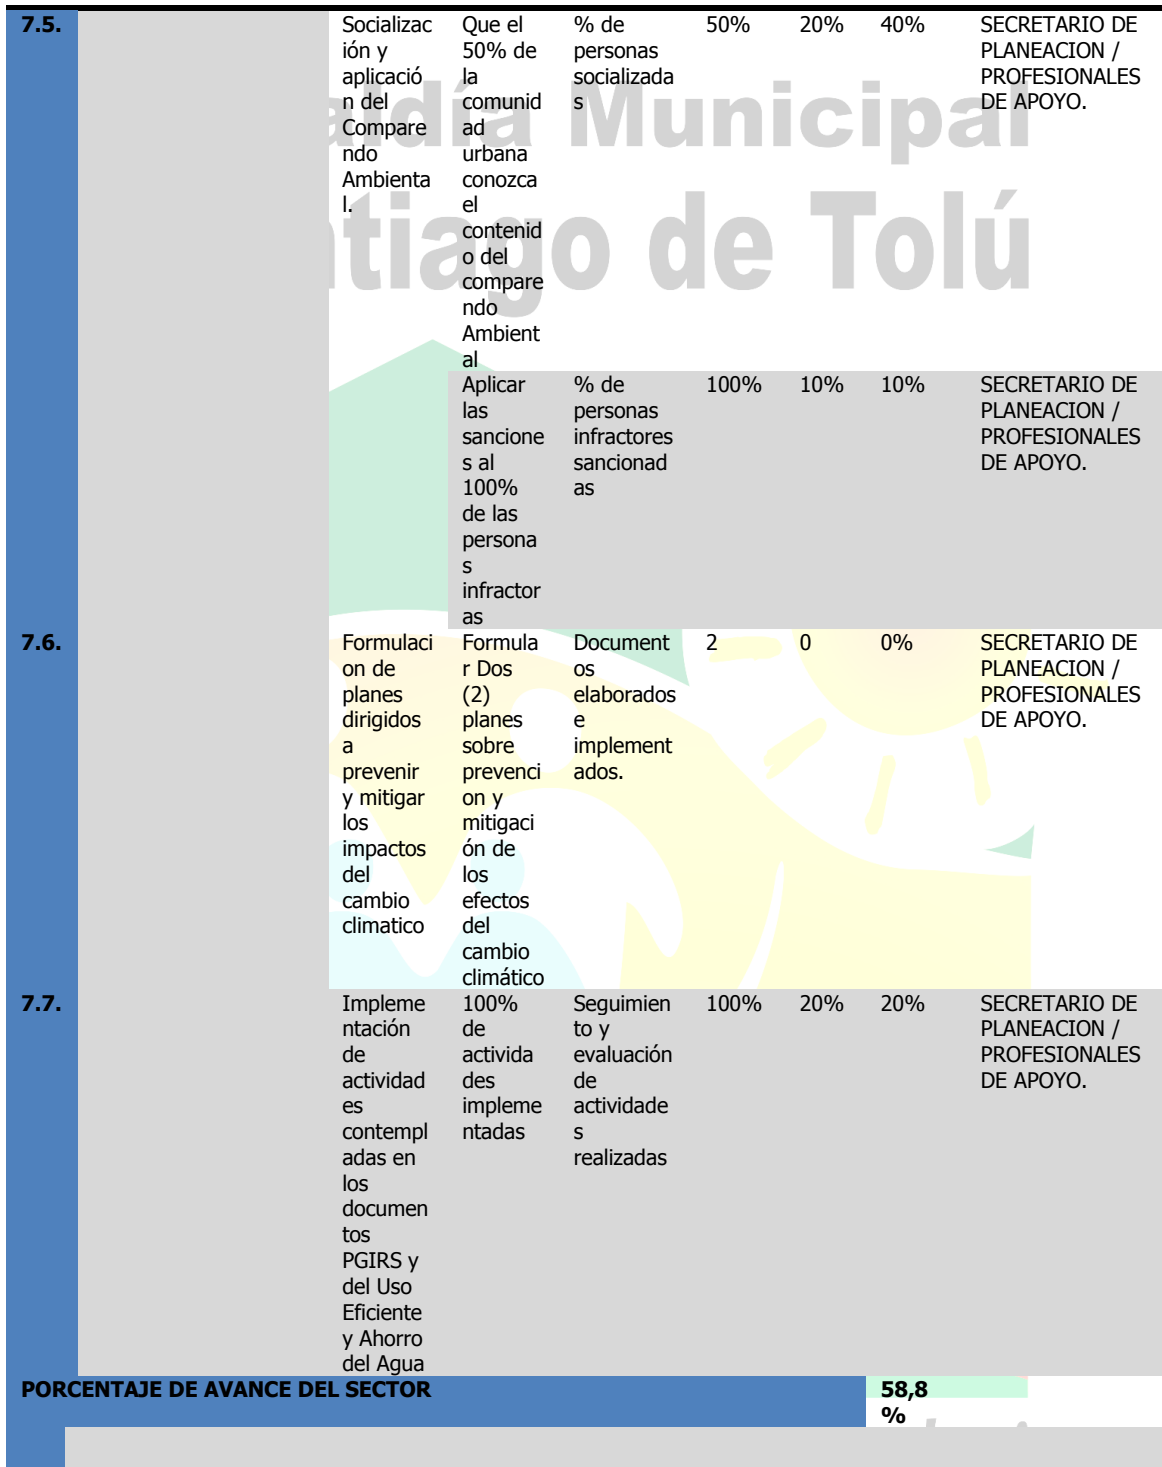 7.5.
Socializac
ión y
aplicació
n del
Compare
ndo
Ambienta
l.
Que el
50% de
la
comunid
ad
urbana
conozca
el
contenid
o del
compare
ndo
Ambient
al
% de
personas
socializada
s
50%
20%
40%
SECRETARIO DE
PLANEACION /
PROFESIONALES
DE APOYO.
Aplicar
las
sancione
s al
100%
de las
persona
s
infractor
as
% de
personas
infractores
sancionad
as
100%
10%
10%
SECRETARIO DE
PLANEACION /
PROFESIONALES
DE APOYO.
7.6.
Formulaci
on de
planes
dirigidos
a
prevenir
y mitigar
los
impactos
del
cambio
climatico
Formula
r Dos
(2)
planes
sobre
prevenci
on y
mitigaci
ón de
los
efectos
del
cambio
climático
Document
os
elaborados
e
implement
ados.
2
0
0%
SECRETARIO DE
PLANEACION /
PROFESIONALES
DE APOYO.
7.7.
Impleme
ntación
de
actividad
es
contempl
adas en
los
documen
tos
PGIRS y
del Uso
Eficiente
y Ahorro
del Agua
100%
de
activida
des
impleme
ntadas
Seguimien
to y
evaluación
de
actividade
s
realizadas
100%
20%
20%
SECRETARIO DE
PLANEACION /
PROFESIONALES
DE APOYO.
PORCENTAJE DE AVANCE DEL SECTOR
58,8
%
aldía Municipal
ntiago de Tolú